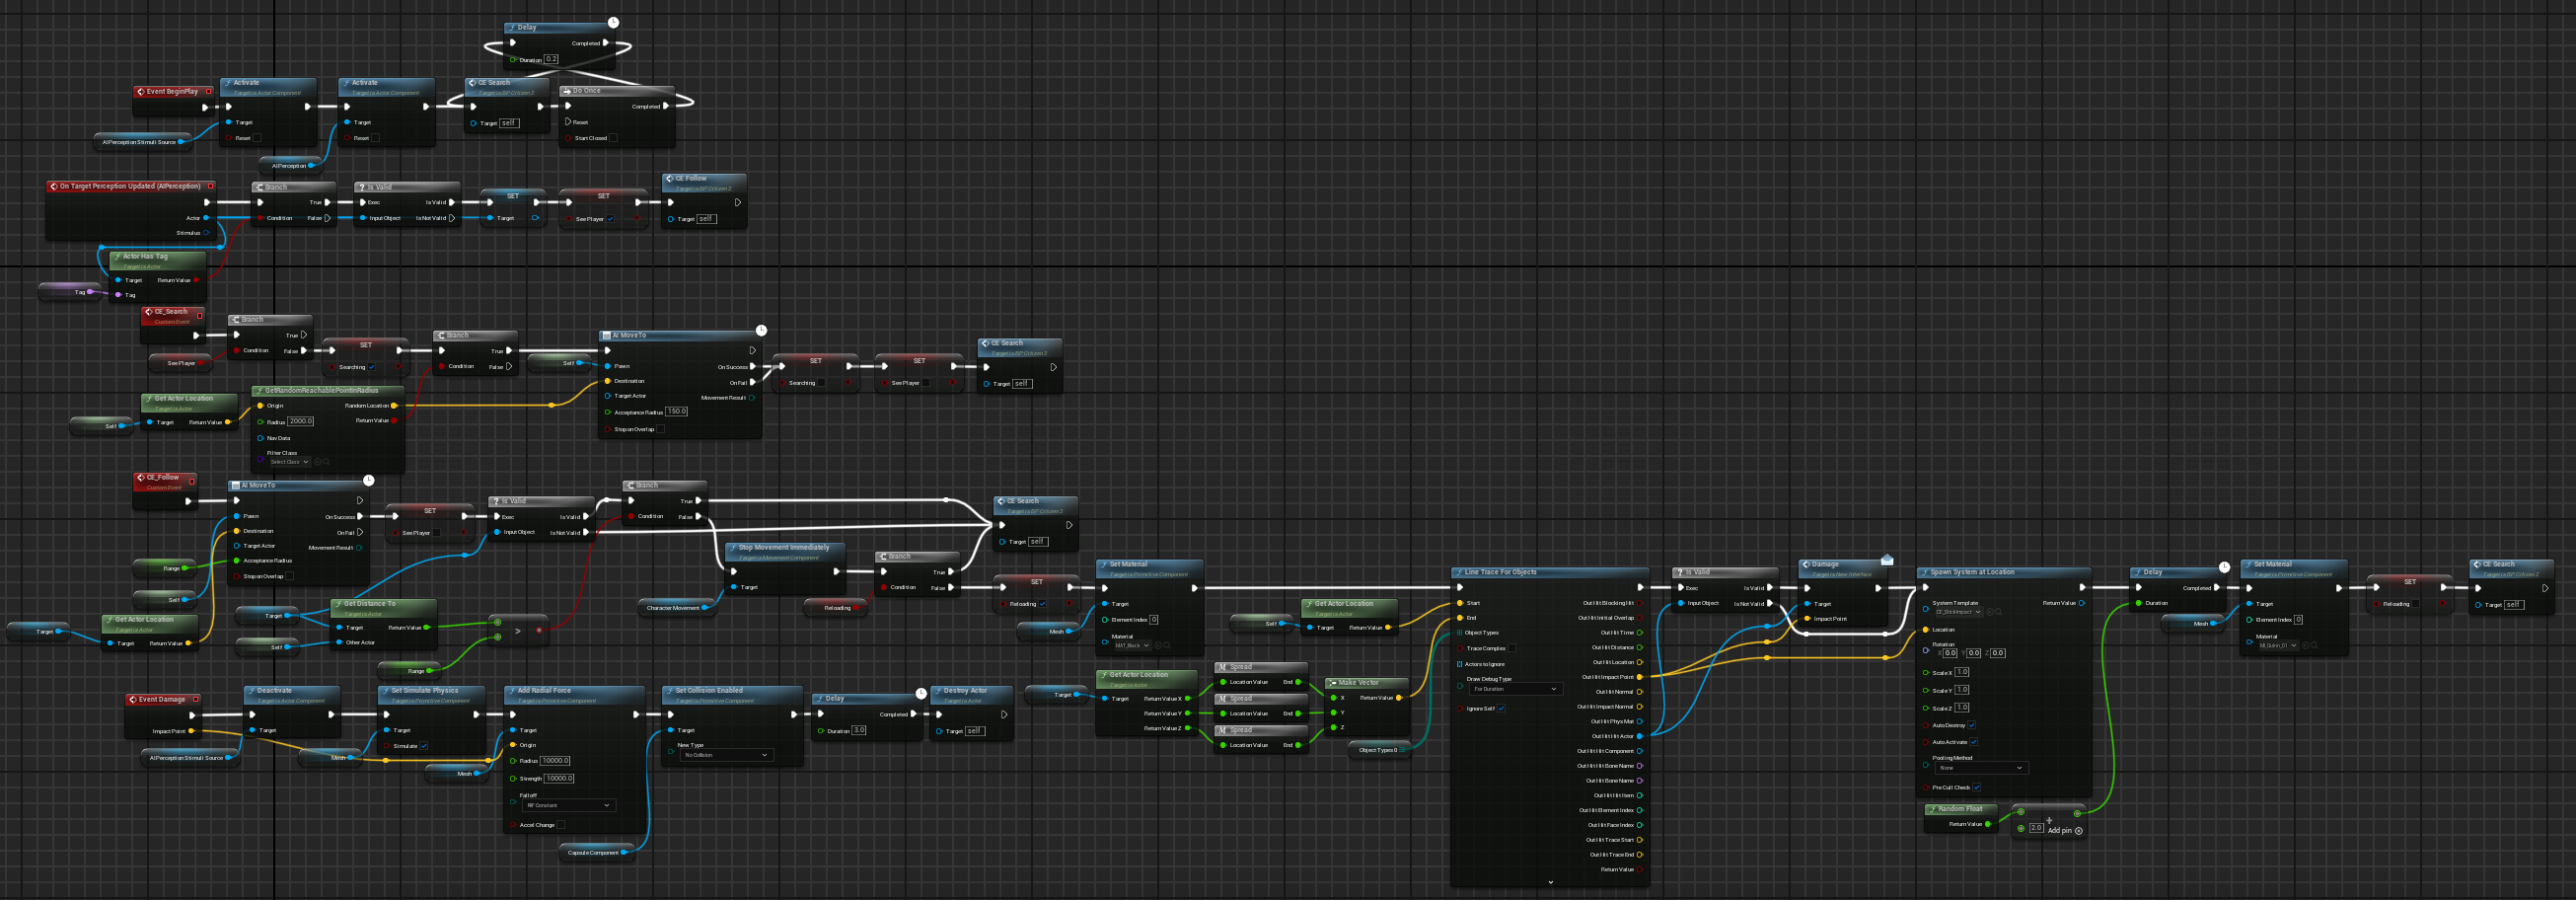 Delay
Completed
Duration 0.2
Event BeginPlay
Activate
Target is Actor Component
Target
Reset
AIPerception Stimuli Source
Activate
Target is Actor Component
Target
Reset
AIPerception
CE Search
Target is BP Citizen 2
Target self
Do Once
Completed
Reset
Start Closed
On Target Perception Updated (AIPerception)
Actor
Stimulus
Branch
True
Condition False
Is Valid
Exec Is Valid
Input Object Is Not Valid
SET
Target
SET
See Player
CE Follow
Target is BP Citizen 2
Target self
Actor Has Tag
Target is Actor
Target Return Value
Tag
Tag
CE_Search
Custom Event
See Player
Branch
True
Condition False
SET
Searching
Branch
True
Condition False
Self
AI MoveTo
Pawn On Success
Destination On Fail
Target Actor Movement Result
Acceptance Radius 150.0
Stop on Overlap
SET
Searching
SET
See Player
CE Search
Target is BP Citizen 2
Target self
Self
Get Actor Location
Target is Actor
Target Return Value
GetRandomReachablePointInRadius
Origin Random Location
Radius 2000.0 Return Value
Nav Data
Filter Class
Select Class
CE_Follow
Custom Event
AI MoveTo
Pawn On Success
Destination On Fail
Target Actor Movement Result
Acceptance Radius
Stop on Overlap
Range
Self
Target
Get Actor Location
Target is Actor
Target Return Value
SET
See Player
Is Valid
Exec Is Valid
Input Object Is Not Valid
Target
Self
Get Distance To
Target is Actor
Target Return Value
Other Actor
Range
>
Branch
True
Condition False
Stop Movement Immediately
Target is Movement Component
Target
Character Movement
Reloading
Branch
True
Condition False
CE Search
Target is BP Citizen 2
Target self
SET
Reloading
Mesh
Set Material
Target is Primitive Component
Target
Element Index 0
Material
MAT_Black
Self
Get Actor Location
Target is Actor
Target Return Value
Target
Get Actor Location
Target is Actor
Target Return Value X
Return Value Y
Return Value Z
Spread
Location Value End
Spread
Location Value End
Spread
Location Value End
Make Vector
X Return Value
Y
Z
Object Types 0
Line Trace For Objects
Start Out Hit Blocking Hit
End Out Hit Initial Overlap
Object Types Out Hit Time
Trace Complex Out Hit Distance
Actors to Ignore Out Hit Location
Draw Debug Type Out Hit Impact Point
For Duration Out Hit Normal
Ignore Self Out Hit Impact Normal
Out Hit Phys Mat
Out Hit Hit Actor
Out Hit Hit Component
Out Hit Hit Bone Name
Out Hit Bone Name
Out Hit Hit Item
Out Hit Element Index
Out Hit Face Index
Out Hit Trace Start
Out Hit Trace End
Return Value
Is Valid
Exec Is Valid
Input Object Is Not Valid
Damage
Target is New Interface
Target
Impact Point
Spawn System at Location
System Template Return Value
Location
Rotation
X 0.0 Y 0.0 Z 0.0
Scale X 1.0
Scale Y 1.0
Scale Z 1.0
Auto Destroy
Auto Activate
Pooling Method
None
Pre Cull Check
Random Float
Return Value
2.0 Add pin
Delay
Completed
Duration
Mesh
Set Material
Target is Primitive Component
Target
Element Index 0
Material
MI_Quinn_01
SET
Reloading
CE Search
Target is BP Citizen 2
Target self
Event Damage
Impact Point
AIPerception Stimuli Source
Deactivate
Target is Actor Component
Target
Mesh
Set Simulate Physics
Target is Primitive Component
Target
Simulate
Mesh
Add Radial Force
Target is Primitive Component
Target
Origin
Radius 10000.0
Strength 10000.0
Falloff
RIF Constant
Accel Change
Capsule Component
Set Collision Enabled
Target is Primitive Component
Target
New Type
No Collision
Delay
Completed
Duration 3.0
Destroy Actor
Target is Actor
Target self